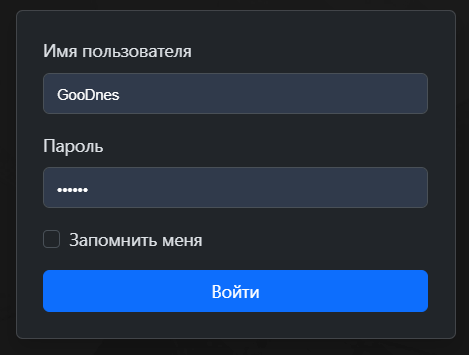 Имя пользователя
GooDnes
Пароль
••••••
Запомнить меня
Войти